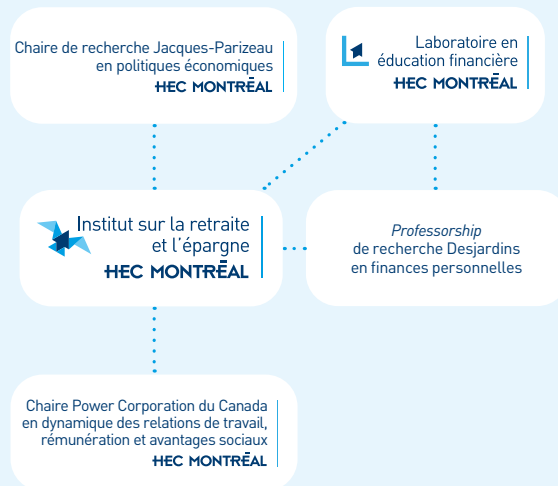 Chaire de recherche Jacques-Parizeau
en politiques économiques
HEC MONTRĒAL
Laboratoire en
éducation financière
HEC MONTRĒAL
Institut sur la retraite
et l'épargne
HEC MONTRĒAL
Professorship
de recherche Desjardins
en finances personnelles
Chaire Power Corporation du Canada
en dynamique des relations de travail,
rémunération et avantages sociaux
HEC MONTRĒAL